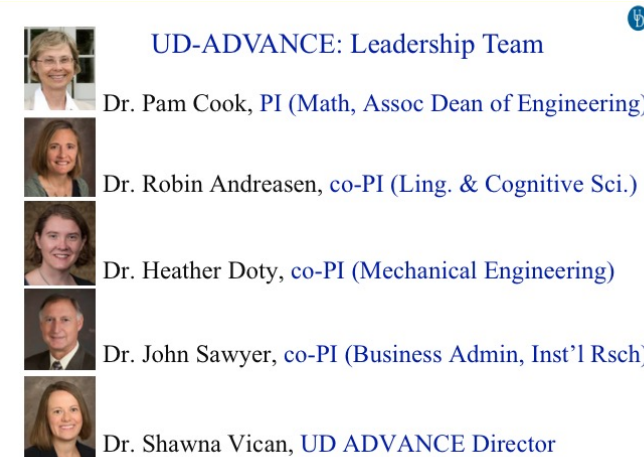 UD-ADVANCE: Leadership Team
Dr. Pam Cook, PI (Math, Assoc Dean of Engineering)
Dr. Robin Andreasen, co-PI (Ling. & Cognitive Sci.)
Dr. Heather Doty, co-PI (Mechanical Engineering)
Dr. John Sawyer, co-PI (Business Admin, Inst’l Rsch)
Dr. Shawna Vican, UD ADVANCE Director